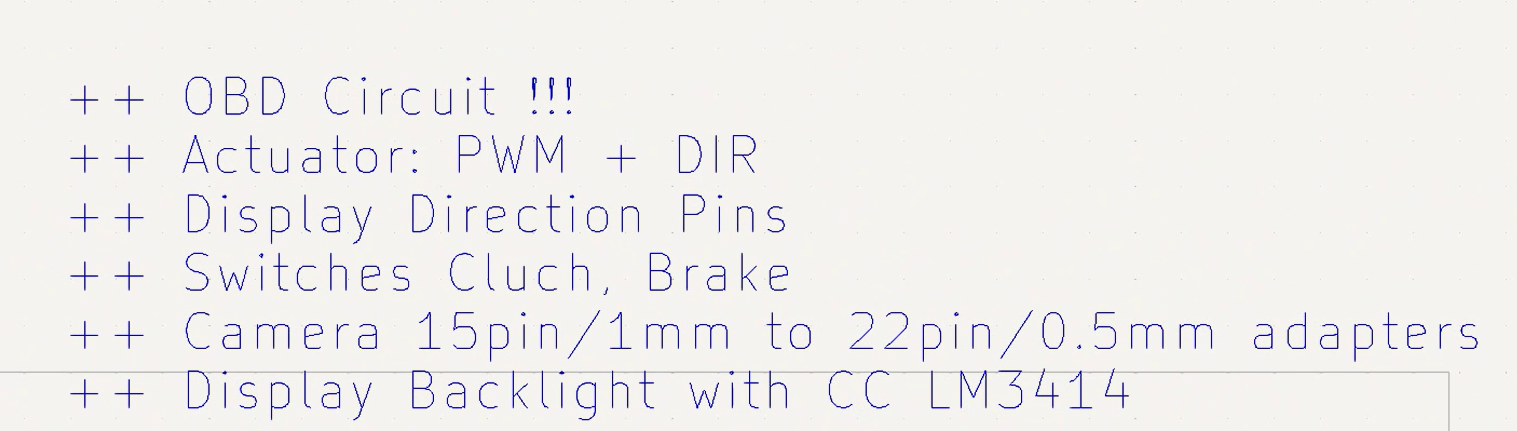 ++ OBD Circuit !!!
++ Actuator: PWM + DIR
++ Display Direction Pins
++ Switches Cluch, Brake
++ Camera 15pin/1mm to 22pin/0.5mm adapters
++ Display Backlight with CC LM3414